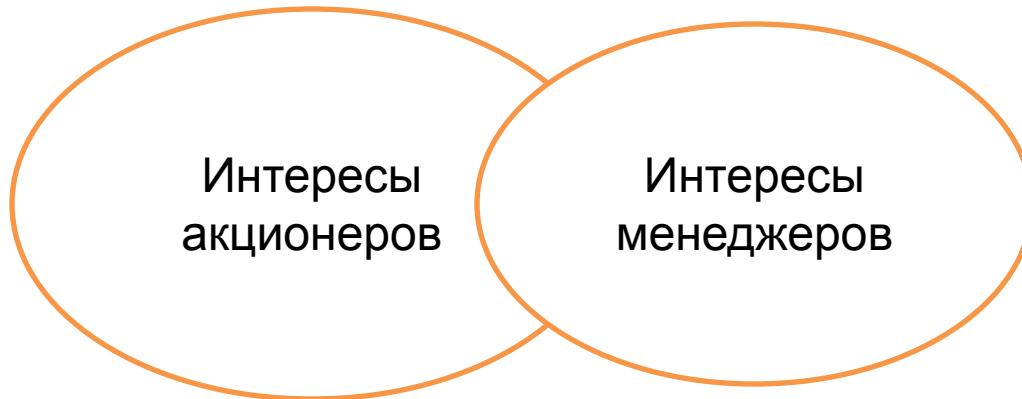 Интересы
акционеров
Интересы
менеджеров